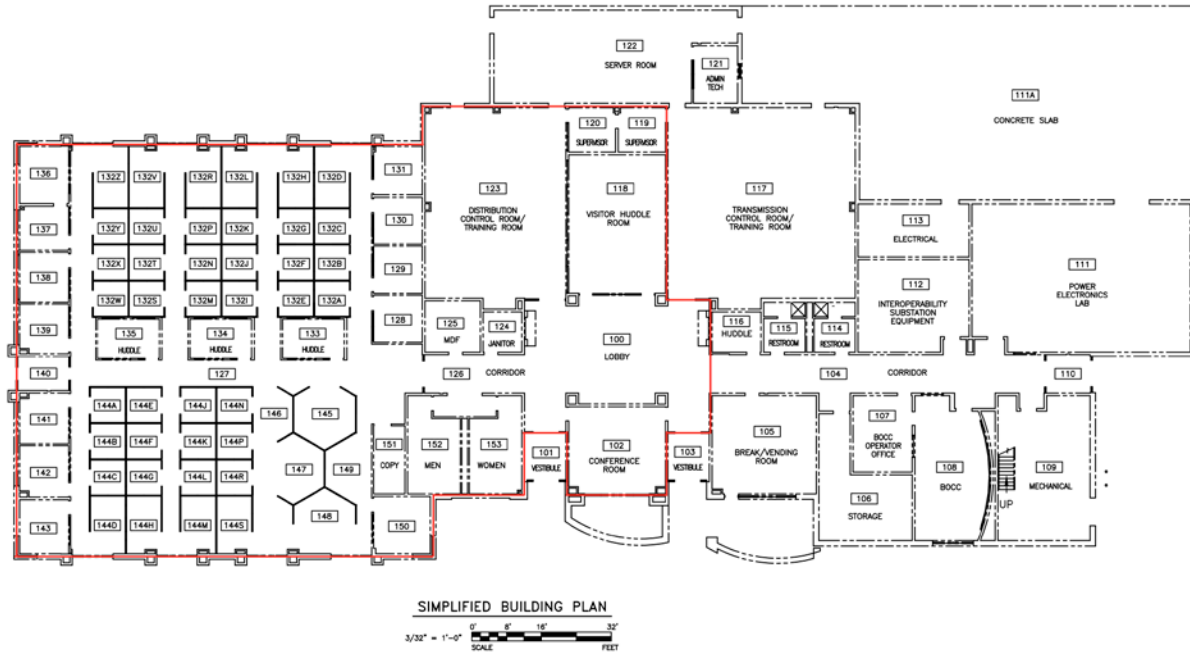 122
SERVER ROOM
121
ADMIN
TECH
111A
CONCRETE SLAB
120
SUPERVISOR
119
SUPERVISOR
136
132Z
132V
132R
132L
132H
132D
131
123
DISTRIBUTION
CONTROL ROOM/
TRAINING ROOM
118
VISITOR HUDDLE
ROOM
117
TRANSMISSION
CONTROL ROOM/
TRAINING ROOM
137
132Y
132U
132P
132K
132G
132C
130
113
ELECTRICAL
138
132X
132T
132N
132J
132F
132B
129
111
POWER
ELECTRONICS
LAB
112
INTEROPERABILITY
SUBSTATION
EQUIPMENT
139
132W
132S
132M
132I
132E
132A
128
135
HUDDLE
134
HUDDLE
133
HUDDLE
125
MDF
124
JANITOR
100
LOBBY
116
HUDDLE
115
RESTROOM
114
RESTROOM
140
127
126
CORRIDOR
104
CORRIDOR
110
141
144A
144E
144J
144N
146
145
144B
144F
144K
144P
151
COPY
152
MEN
153
WOMEN
101
VESTIBULE
102
CONFERENCE
ROOM
103
VESTIBULE
105
BREAK/VENDING
ROOM
107
BOCC
OPERATOR
OFFICE
108
BOCC
109
MECHANICAL
UP
142
144C
144G
144L
144R
147
149
106
STORAGE
143
144D
144H
144M
144S
148
150
SIMPLIFIED BUILDING PLAN
3/32" = 1'-0"
0' 8' 16' 32'
SCALE FEET